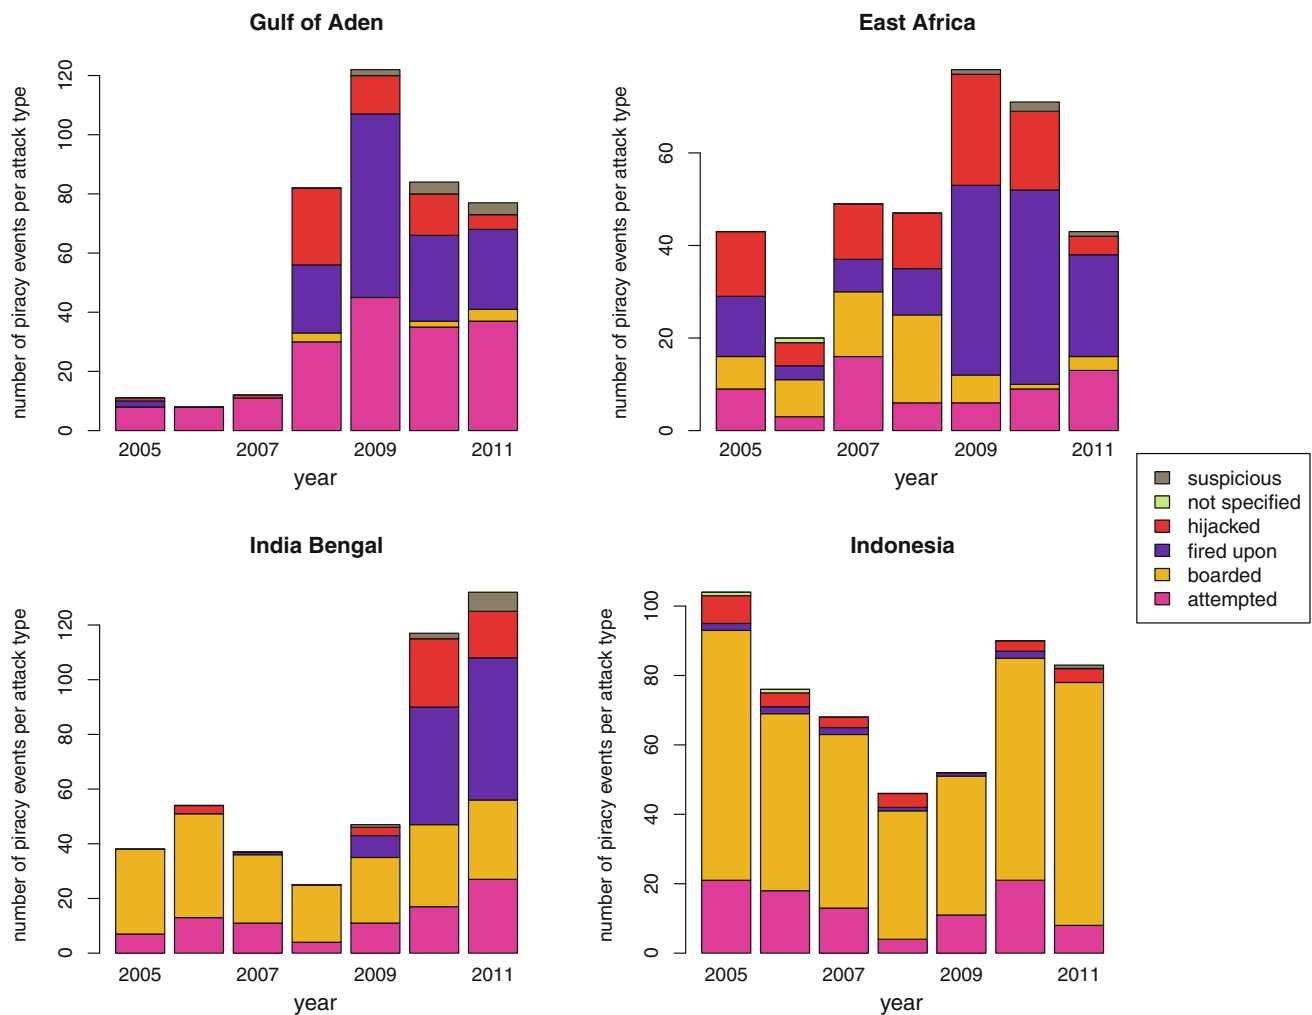 Gulf of Aden
number of piracy events per attack type
0 20 40 60 80 100 120
2005 2007 2009 2011
year
East Africa
number of piracy events per attack type
0 20 40 60
2005 2007 2009 2011
year
suspicious
not specified
hijacked
fired upon
boarded
attempted
India Bengal
number of piracy events per attack type
0 20 40 60 80 100 120
2005 2007 2009 2011
year
Indonesia
number of piracy events per attack type
0 20 40 60 80 100
2005 2007 2009 2011
year